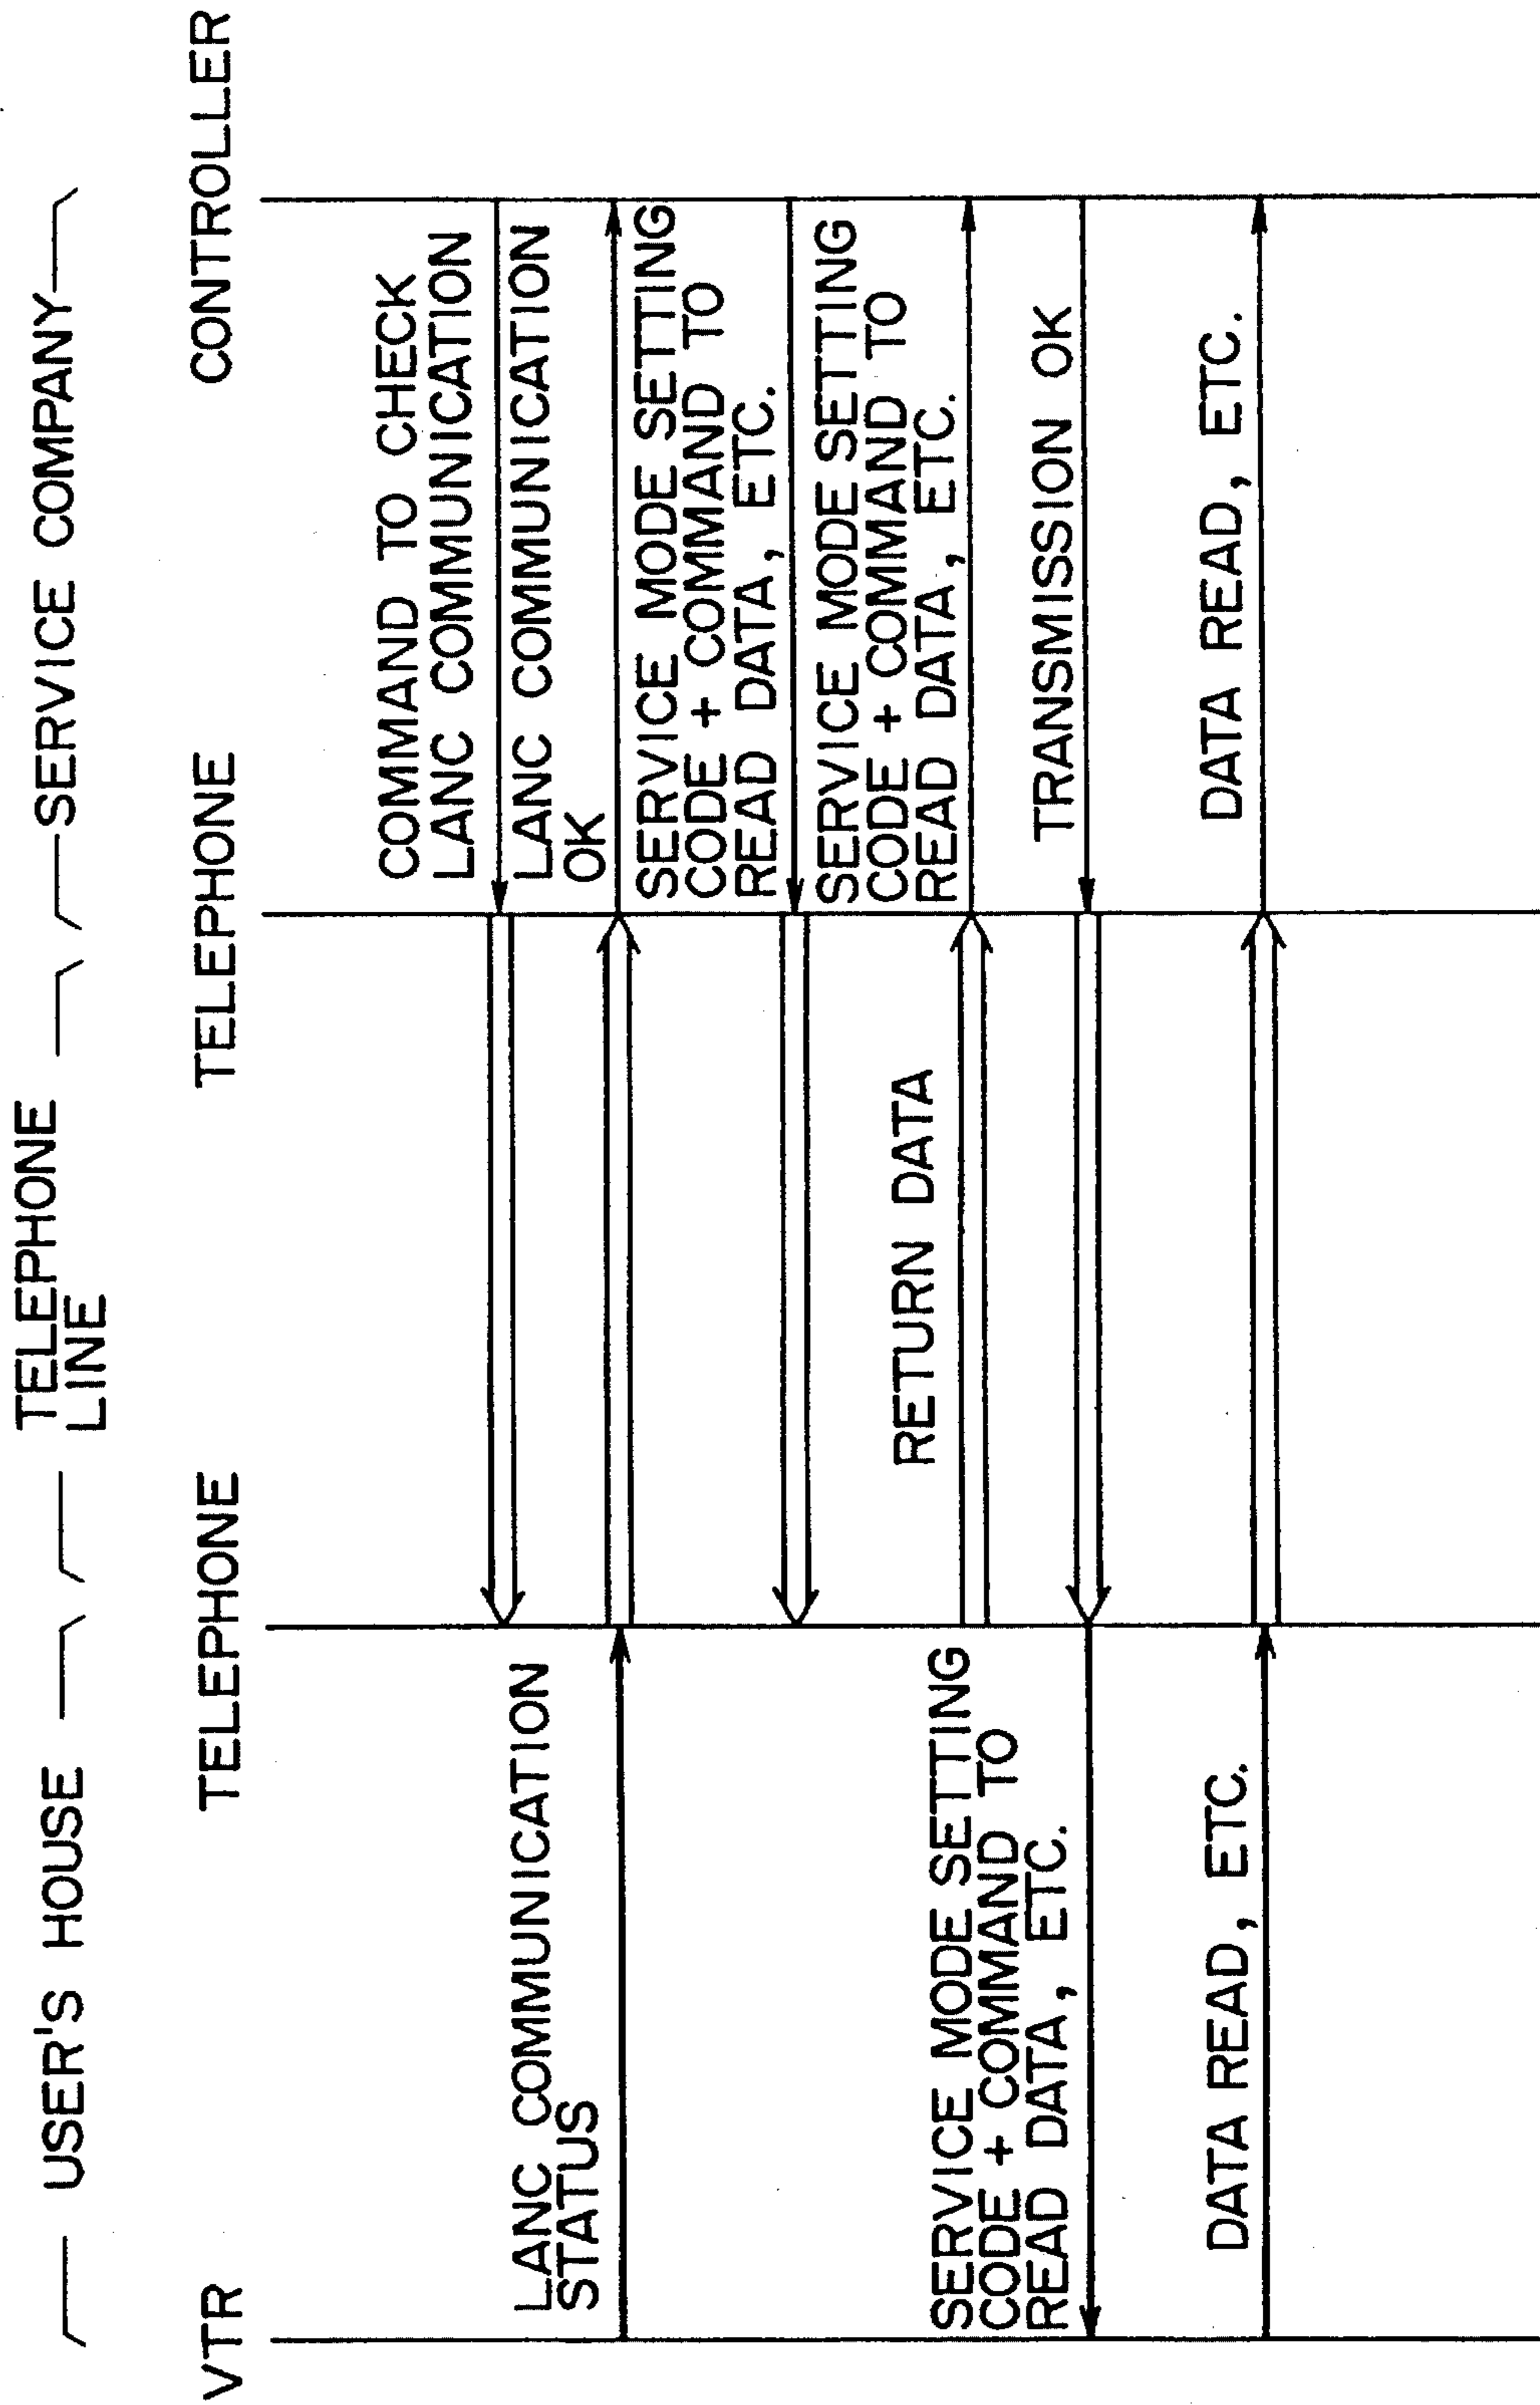 USER'S HOUSE
TELEPHONE
LINE
SERVICE COMPANY
VTR
TELEPHONE
TELEPHONE
CONTROLLER
COMMAND TO CHECK
LANC COMMUNICATION
LANC COMMUNICATION
STATUS
LANC COMMUNICATION
OK
SERVICE MODE SETTING
CODE + COMMAND TO
READ DATA, ETC.
RETURN DATA
SERVICE MODE SETTING
CODE + COMMAND TO
READ DATA, ETC.
SERVICE MODE SETTING
CODE + COMMAND TO
READ DATA, ETC.
TRANSMISSION OK
DATA READ, ETC.
DATA READ, ETC.